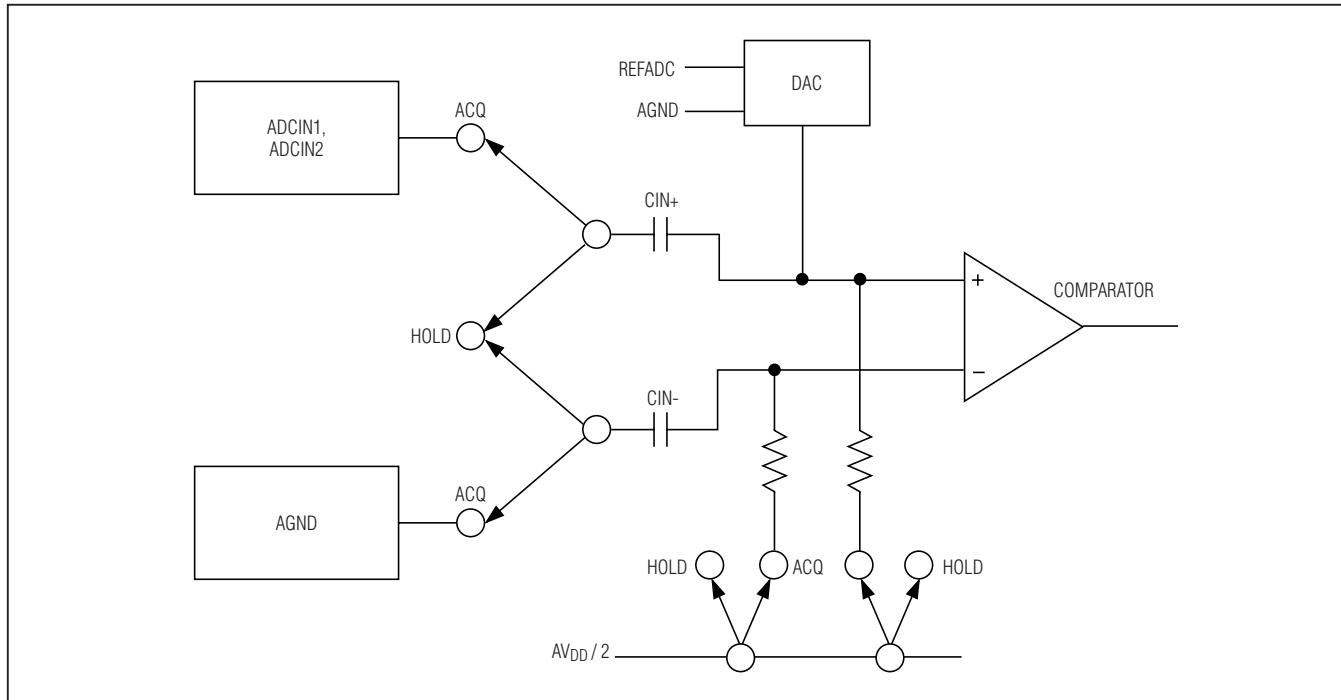 REFADC
AGND
DAC
ADCIN1,
ADCIN2
ACQ
CIN+
+
COMPARATOR
HOLD
−
CIN-
ACQ
AGND
HOLD
ACQ
HOLD
AVDD / 2